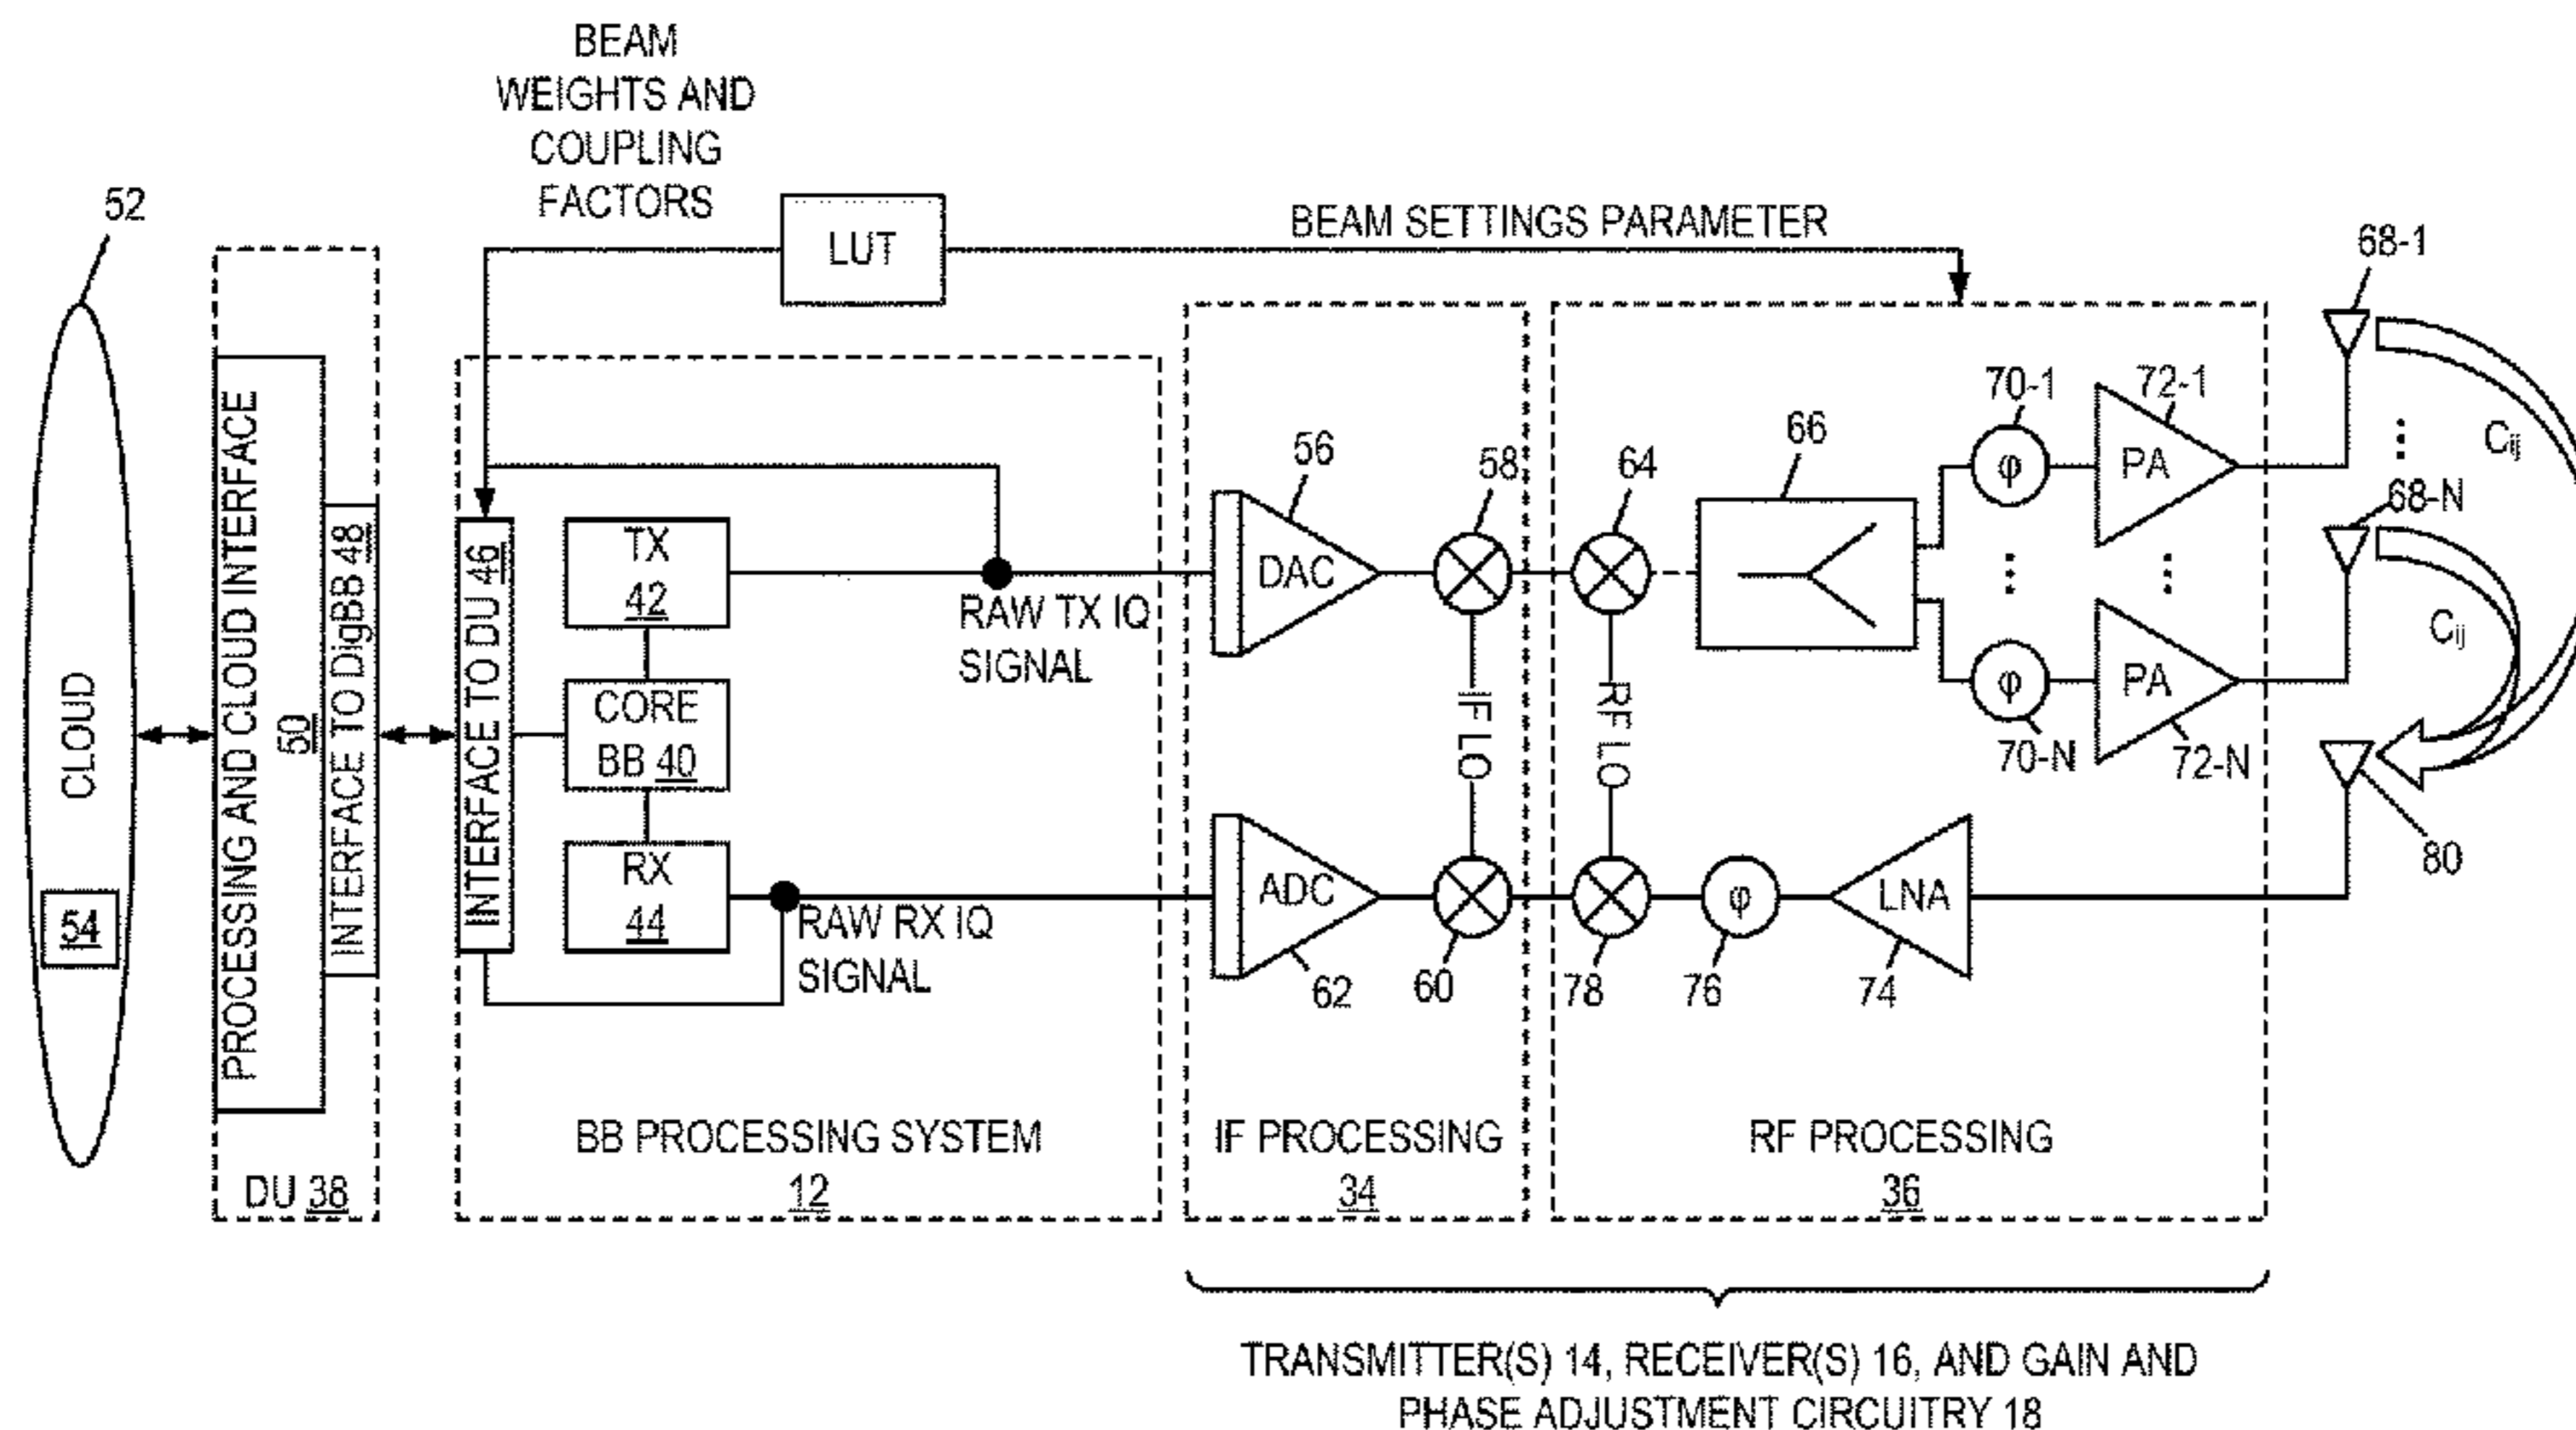 BEAM
WEIGHTS AND
COUPLING
FACTORS
LUT
BEAM SETTINGS PARAMETER
52
CLOUD
54
PROCESSING AND CLOUD INTERFACE
50
INTERFACE TO DigBB 48
DU 38
INTERFACE TO DU 46
TX
42
CORE
BB 40
RX
44
RAW TX IQ
SIGNAL
RAW RX IQ
SIGNAL
BB PROCESSING SYSTEM
12
56
DAC
58
IF LO
ADC
62
60
IF PROCESSING
34
64
RF LO
66
70-1
φ
72-1
PA
⋮
⋮
φ
70-N
PA
72-N
78
φ
76
LNA
74
RF PROCESSING
36
68-1
⋮
Cij
68-N
Cij
80
TRANSMITTER(S) 14, RECEIVER(S) 16, AND GAIN AND
PHASE ADJUSTMENT CIRCUITRY 18